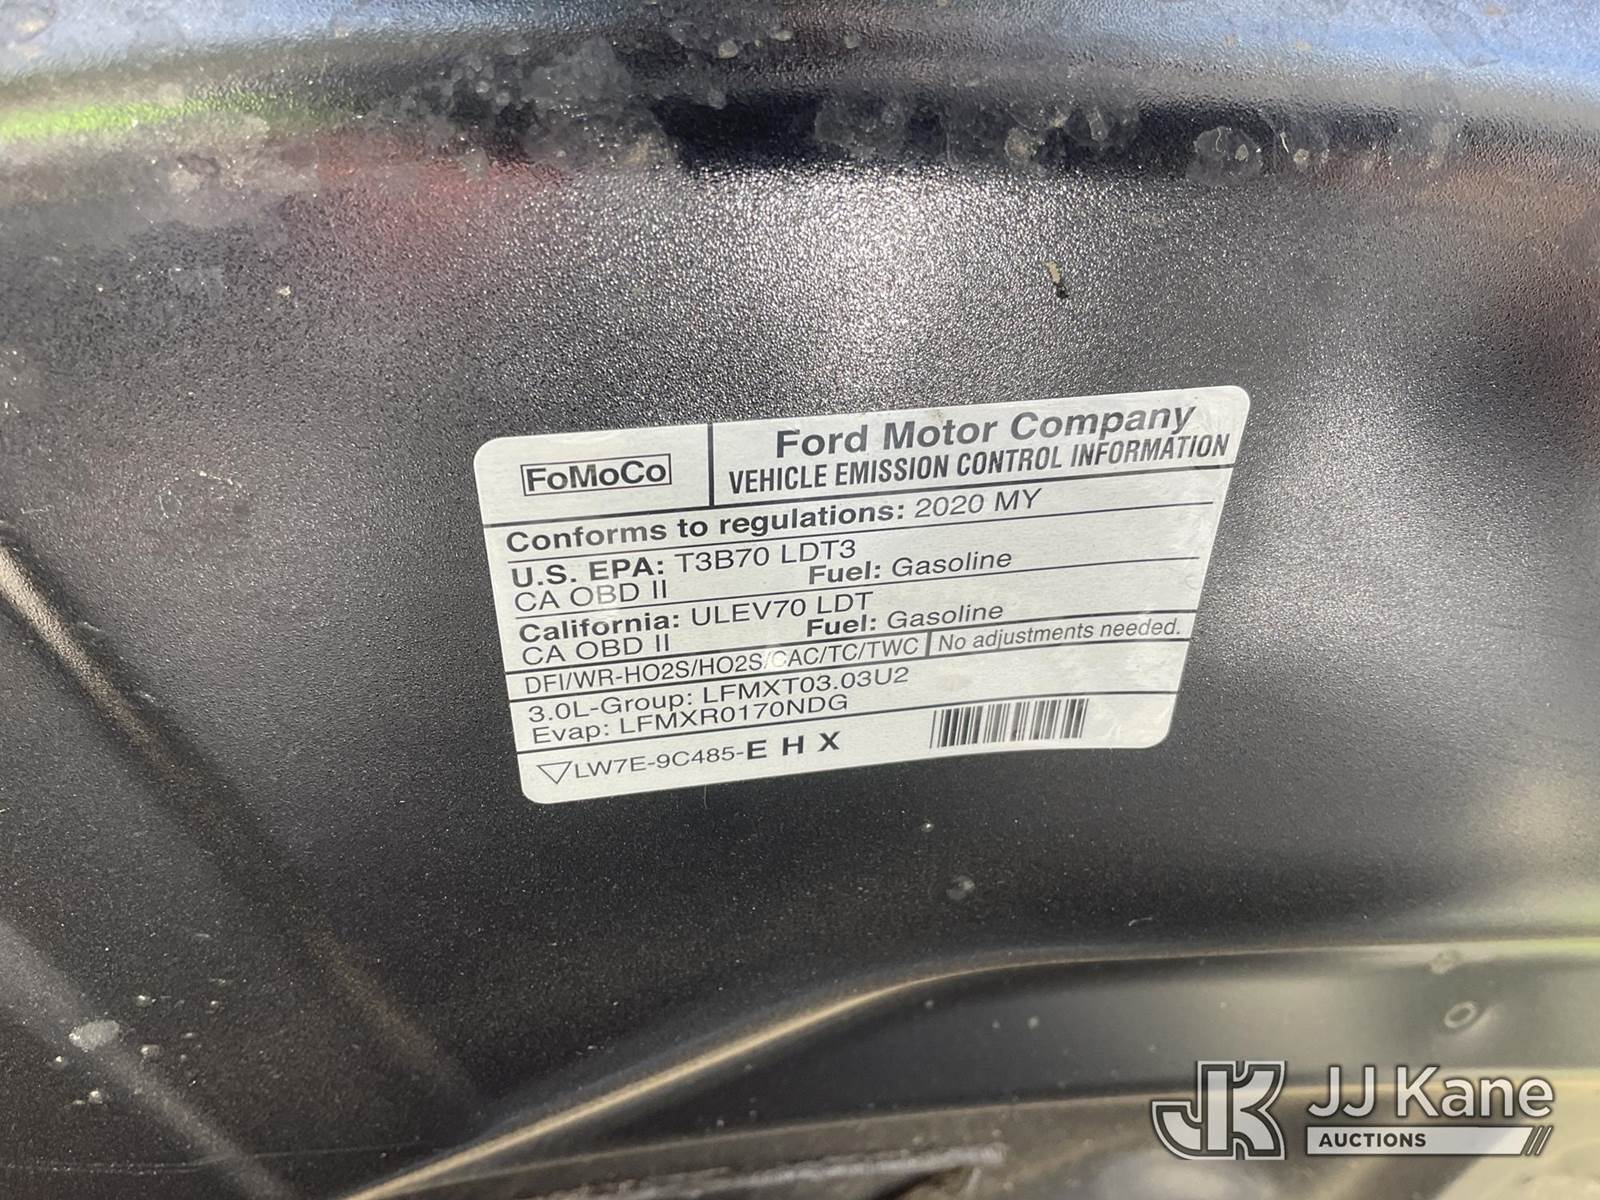 FoMoCo
Ford Motor Company
VEHICLE EMISSION CONTROL INFORMATION
Conforms to regulations: 2020 MY
U.S. EPA: T3B70 LDT3
CA OBD II Fuel: Gasoline
California: ULEV70 LDT
CA OBD II Fuel: Gasoline
DFI/WR-HO2S/HO2S/CAC/TC/TWC No adjustments needed.
3.0L-Group: LFMXT03.03U2
Evap: LFMXR0170NDG
LW7E-9C485-E H X
JK JJ Kane
AUCTIONS